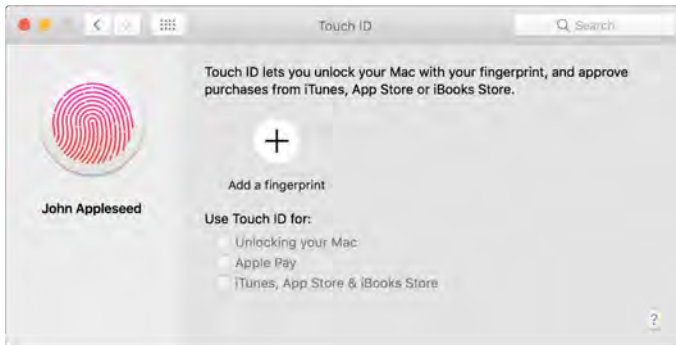 Touch ID
Search
Touch ID lets you unlock your Mac with your fingerprint, and approve
purchases from iTunes, App Store or iBooks Store.
Add a fingerprint
John Appleseed
Use Touch ID for:
Unlocking your Mac
Apple Pay
iTunes, App Store & iBooks Store
?